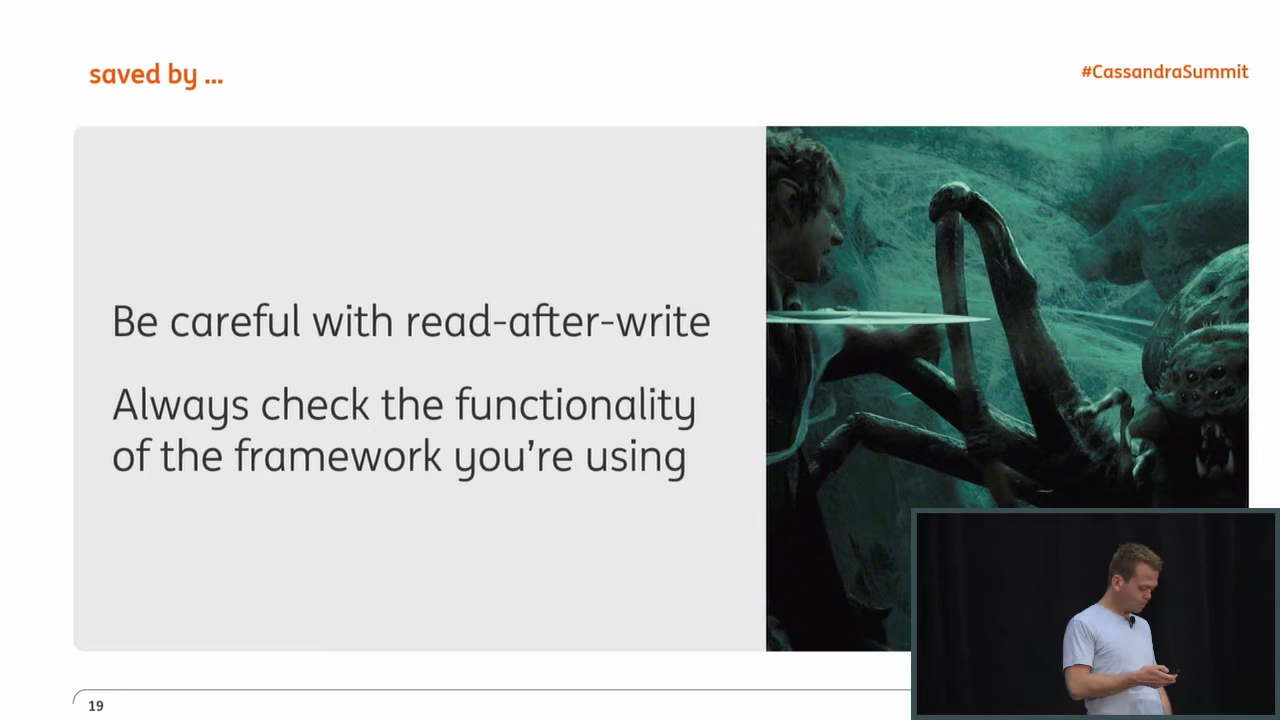 saved by ...
#CassandraSummit
Be careful with read-after-write
Always check the functionality
of the framework you’re using
19